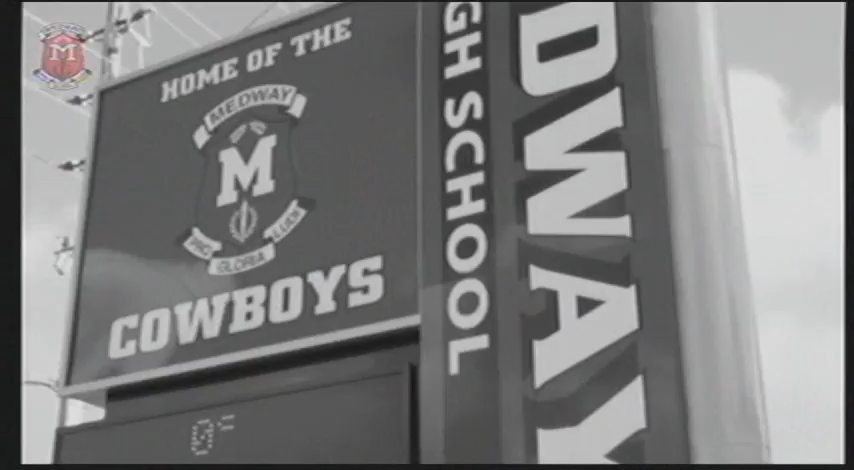 HOME OF THE
MEDWAY
M
PRO
GLORIA
LUDI
COWBOYS
GH SCHOOL
DWAY
M